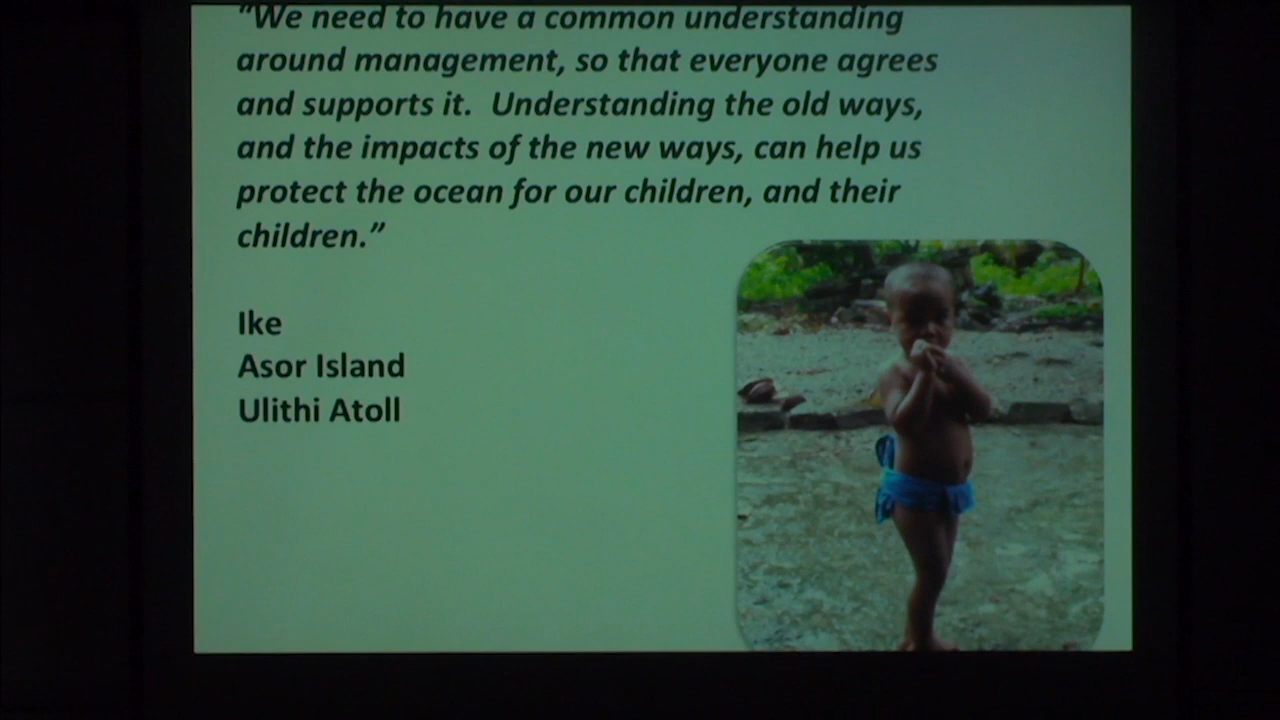 “We need to have a common understanding
around management, so that everyone agrees
and supports it.  Understanding the old ways,
and the impacts of the new ways, can help us
protect the ocean for our children, and their
children.”
Ike
Asor Island
Ulithi Atoll